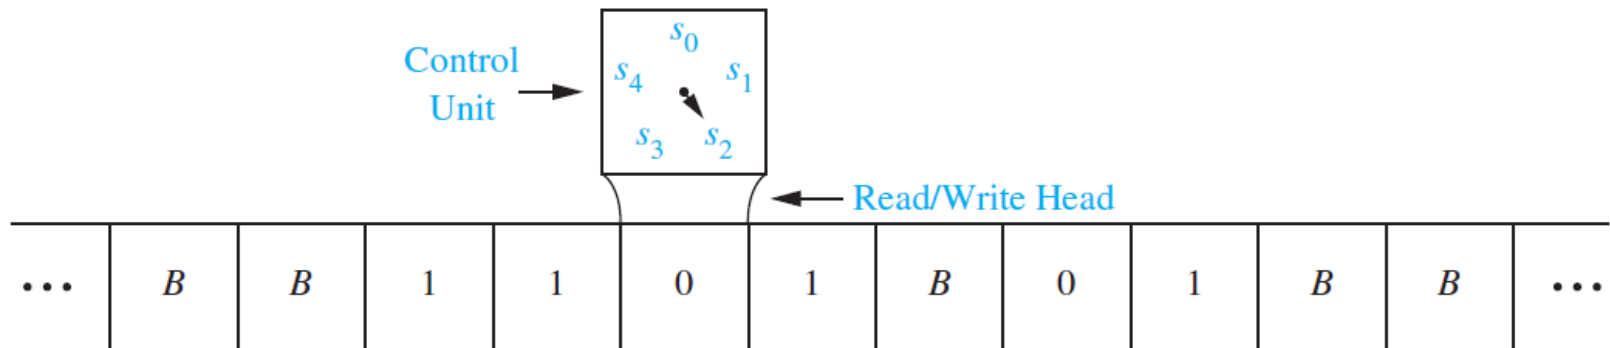 s₀
Control
Unit
s₄ s₁
s₃ s₂
Read/Write Head
... B B 1 1 0 1 B 0 1 B B ...